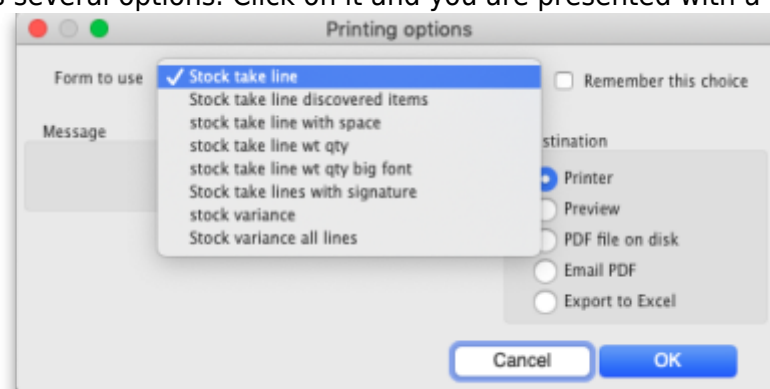 several options. Click on it and you are presented with a
Printing options
Form to use
✓ Stock take line
Stock take line discovered items
stock take line with space
stock take line wt qty
stock take line wt qty big font
Stock take lines with signature
stock variance
Stock variance all lines
Remember this choice
Message
stination
Printer
Preview
PDF file on disk
Email PDF
Export to Excel
Cancel
OK